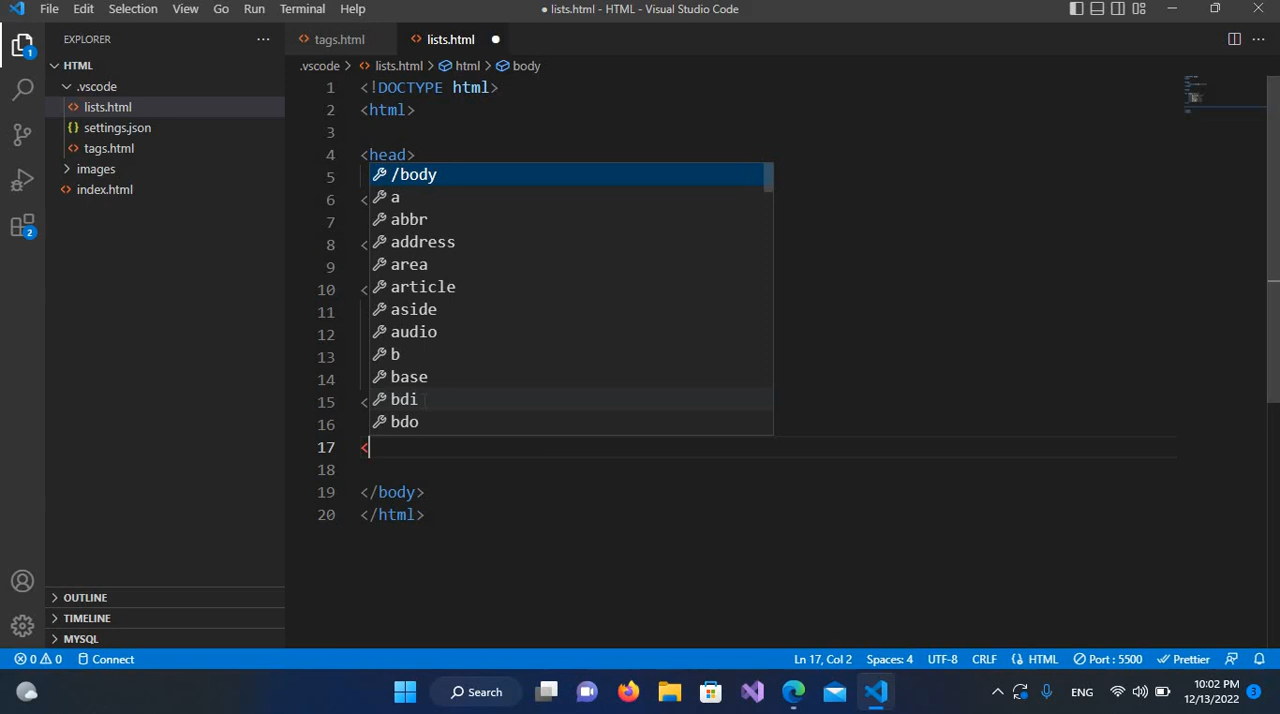 File Edit Selection View Go Run Terminal Help
● lists.html - HTML - Visual Studio Code
EXPLORER
tags.html
lists.html
HTML
.vscode
lists.html
settings.json
tags.html
images
index.html
.vscode > lists.html > html > body
1 <!DOCTYPE html>
2 <html>
3
4 <head>
5
6 <
7
8 <
9
10 <
11
12
13
14
15 <
16
17 <
18
19 </body>
20 </html>
/body
a
abbr
address
area
article
aside
audio
b
base
bdi
bdo
1
2
OUTLINE
TIMELINE
MYSQL
0 0 Connect
Ln 17, Col 2 Spaces: 4 UTF-8 CRLF HTML Port : 5500 Prettier
Search
ENG
10:02 PM
12/13/2022
3